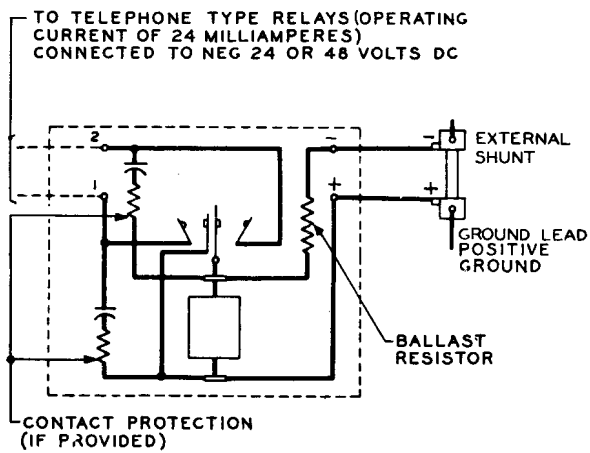 TO TELEPHONE TYPE RELAYS (OPERATING
CURRENT OF 24 MILLIAMPERES)
CONNECTED TO NEG 24 OR 48 VOLTS DC
2
-
-
EXTERNAL
SHUNT
1
+
+
GROUND LEAD
POSITIVE
GROUND
BALLAST
RESISTOR
CONTACT PROTECTION
(IF PROVIDED)